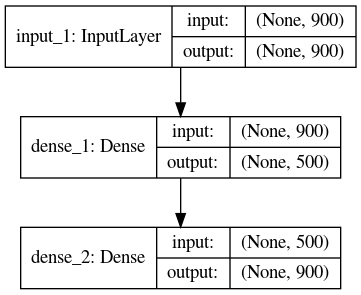 input_1: InputLayer
input: (None, 900)
output: (None, 900)
dense_1: Dense
input: (None, 900)
output: (None, 500)
dense_2: Dense
input: (None, 500)
output: (None, 900)